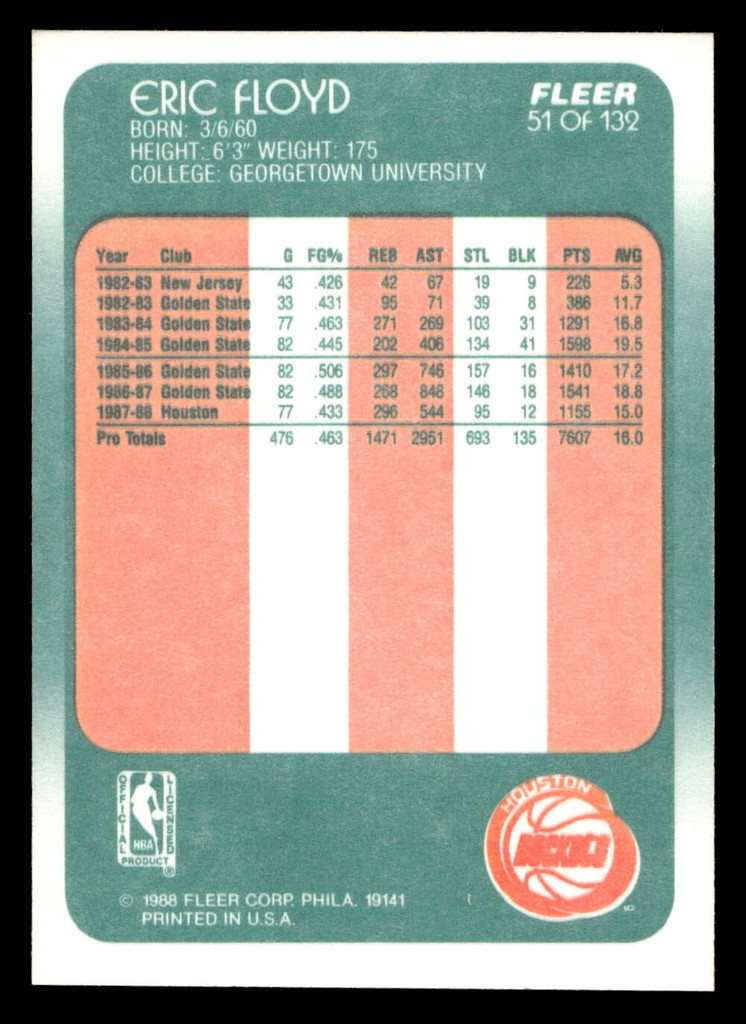 ERIC FLOYD
FLEER
51 OF 132
BORN: 3/6/60
HEIGHT: 6'3" WEIGHT: 175
COLLEGE: GEORGETOWN UNIVERSITY
Year Club G FG% REB AST STL BLK PTS AVG
1982-83 New Jersey 43 .426 42 67 19 9 226 5.3
1982-83 Golden State 33 .431 95 71 39 8 386 11.7
1983-84 Golden State 77 .463 271 269 103 31 1291 16.8
1984-85 Golden State 82 .445 202 406 134 41 1598 19.5
1985-86 Golden State 82 .506 297 746 157 16 1410 17.2
1986-87 Golden State 82 .488 268 848 146 18 1541 18.8
1987-88 Houston 77 .433 296 544 95 12 1155 15.0
Pro Totals 476 .463 1471 2951 693 135 7607 16.0
OFFICIAL
LICENSED
NBA
PRODUCT ®
HOUSTON
ROCKETS
© 1988 FLEER CORP. PHILA. 19141
PRINTED IN U.S.A.